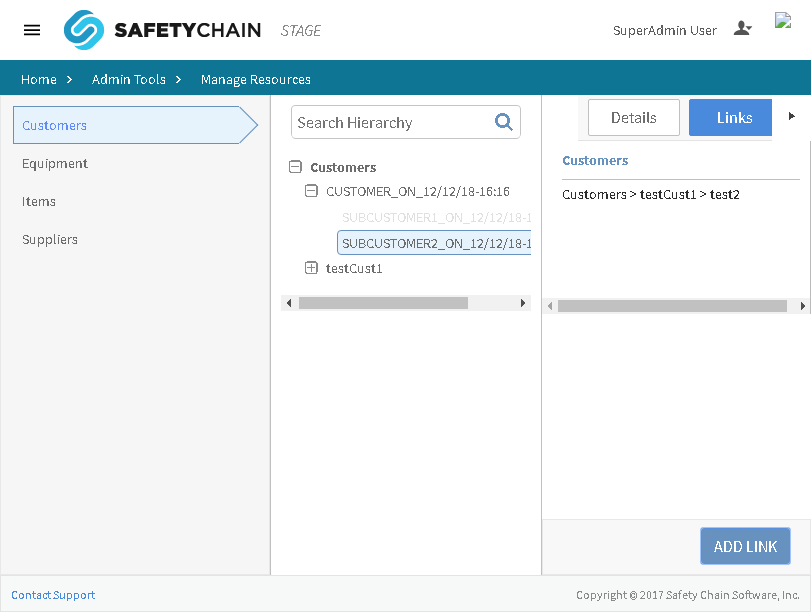 SAFETYCHAIN STAGE
SuperAdmin User
Home > Admin Tools > Manage Resources
Customers
Equipment
Items
Suppliers
Search Hierarchy
Customers
CUSTOMER_ON_12/12/18-16:16
SUBCUSTOMER1_ON_12/12/18-1
SUBCUSTOMER2_ON_12/12/18-1
testCust1
Details
Links
Customers
Customers > testCust1 > test2
ADD LINK
Contact Support
Copyright © 2017 Safety Chain Software, Inc.